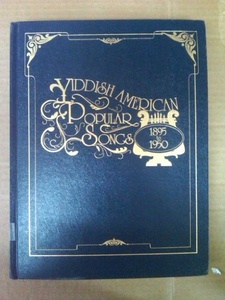 YIDDISH AMERICAN
POPULAR
SONGS
1895
to
1950